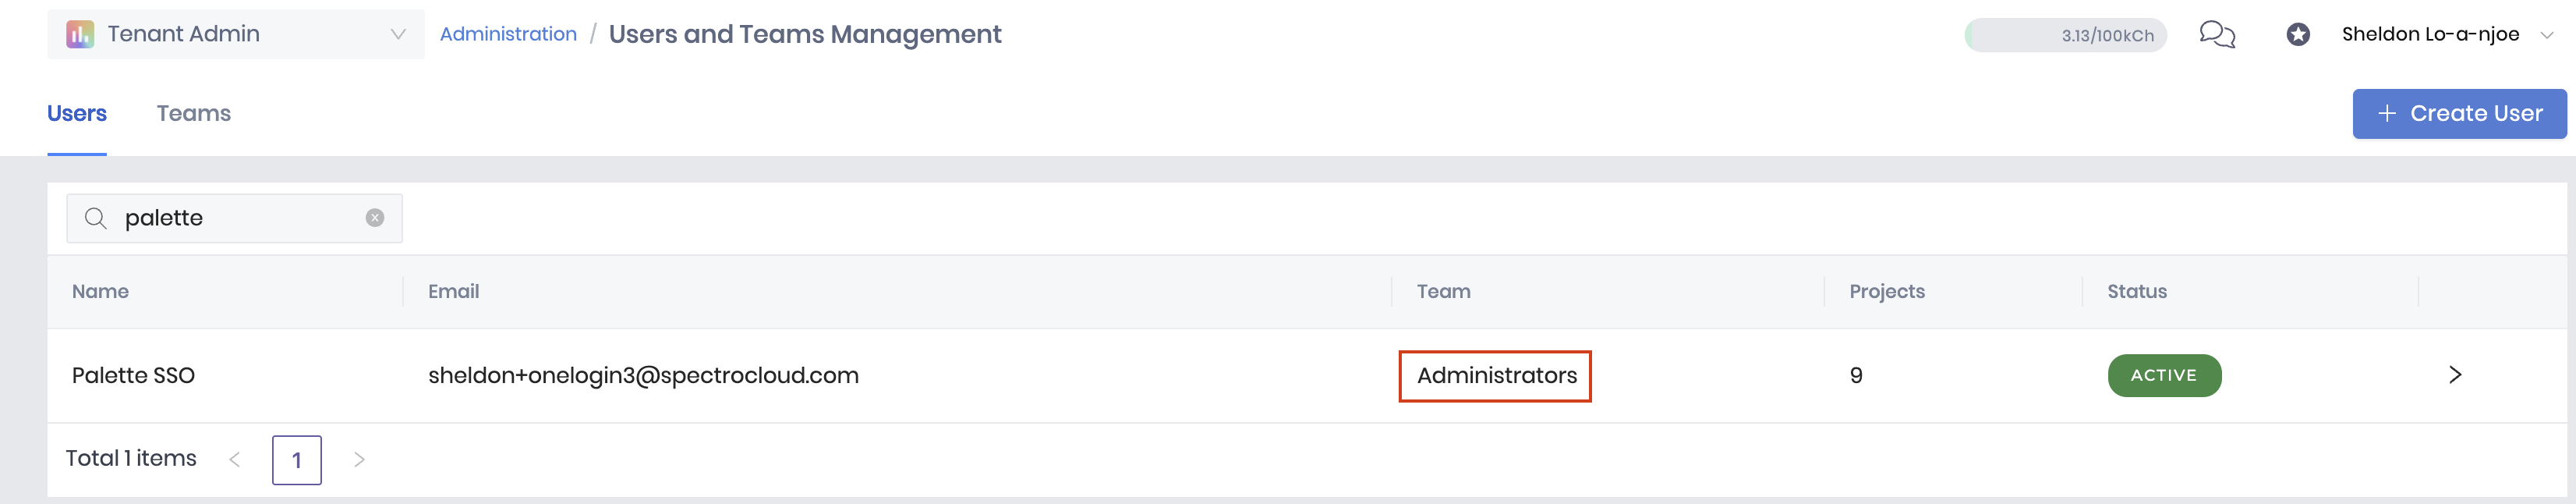 Tenant Admin
Administration / Users and Teams Management
3.13/100kCh
Sheldon Lo-a-njoe
Users
Teams
+ Create User
palette
Name
Email
Team
Projects
Status
Palette SSO
sheldon+onelogin3@spectrocloud.com
Administrators
9
ACTIVE
Total 1 items
1